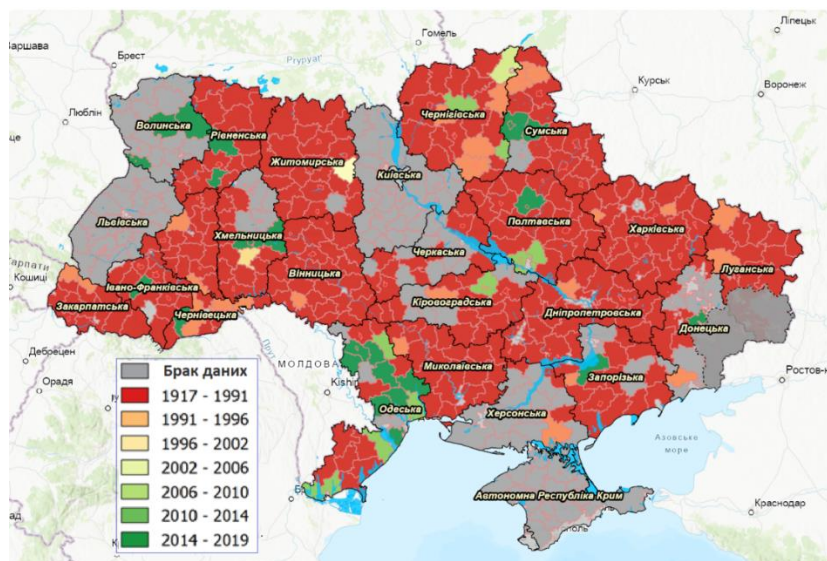 Липецк
Гомель
Варшава
Брест
Prypyar
Курськ
Воронеж
Люблін
Волинська
Рівненська
Чернігівська
Сумська
Житомирська
Київська
Львівська
Полтавська
Харківська
Хмельницька
Черкаська
Луганська
Кошиці
Івано-Франківська
Вінницька
Кіровоградська
Закарпатська
Чернівецька
Дніпропетровська
Донецька
Прут
Дебрецен
МОЛДОВА
Миколаївська
Запорізька
Ростов-н
Орадя
Kishin
Одеська
Херсонська
Азовське
море
Автономна Республіка Крим
Краснодар
Брак даних
1917 - 1991
1991 - 1996
1996 - 2002
2002 - 2006
2006 - 2010
2010 - 2014
2014 - 2019